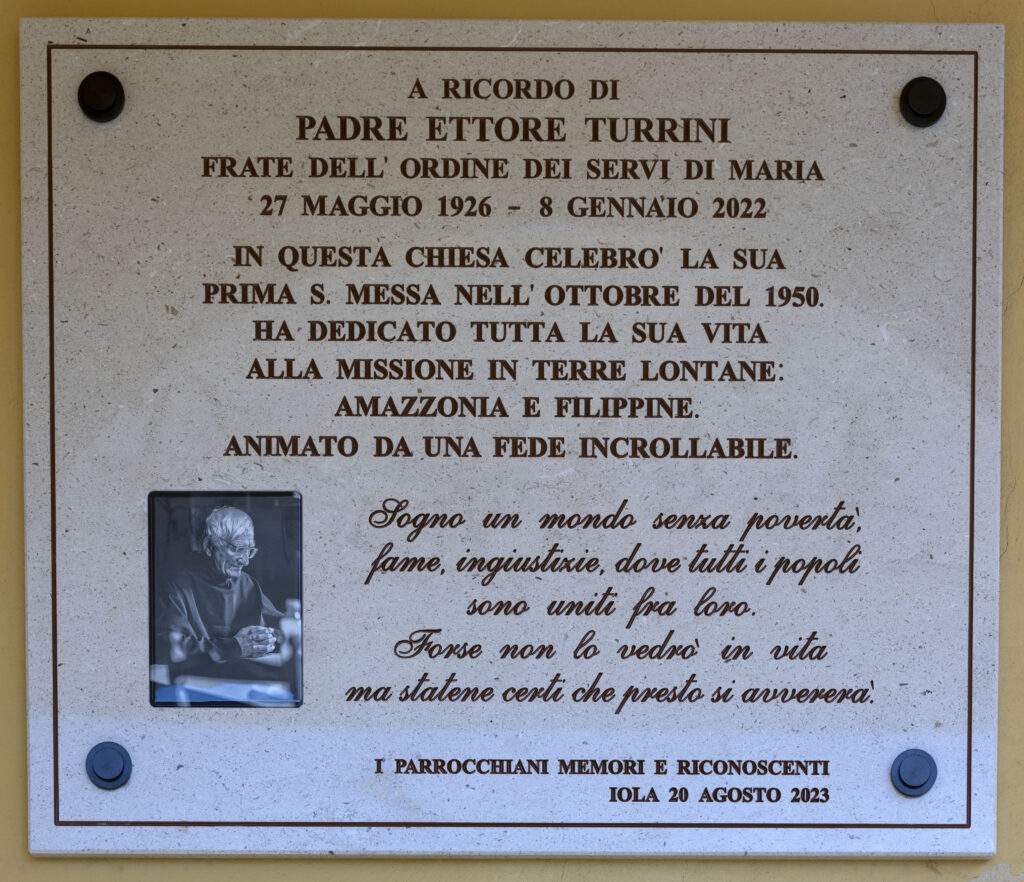 A RICORDO DI
PADRE ETTORE TURRINI
FRATE DELL' ORDINE DEI SERVI DI MARIA
27 MAGGIO 1926 - 8 GENNAIO 2022
IN QUESTA CHIESA CELEBRO' LA SUA
PRIMA S. MESSA NELL' OTTOBRE DEL 1950.
HA DEDICATO TUTTA LA SUA VITA
ALLA MISSIONE IN TERRE LONTANE:
AMAZZONIA E FILIPPINE.
ANIMATO DA UNA FEDE INCROLLABILE.
Sogno un mondo senza poverta',
fame, ingiustizie, dove tutti i popoli
sono uniti fra loro.
Forse non lo vedro' in vita
ma statene certi che presto si avverera'.
I PARROCCHIANI MEMORI E RICONOSCENTI
IOLA 20 AGOSTO 2023